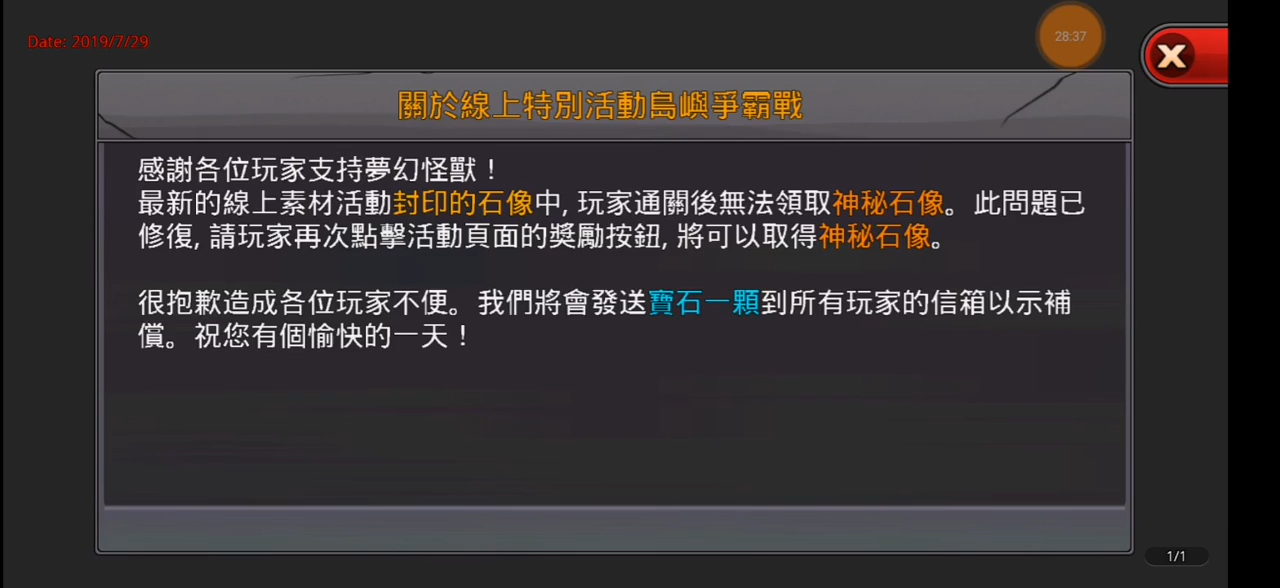 Date: 2019/7/29
28:37
關於線上特別活動島嶼爭霸戰
感謝各位玩家支持夢幻怪獸！
最新的線上素材活動封印的石像中, 玩家通關後無法領取神秘石像。此問題已
修復, 請玩家再次點擊活動頁面的獎勵按鈕, 將可以取得神秘石像。
很抱歉造成各位玩家不便。我們將會發送寶石一顆到所有玩家的信箱以示補
償。祝您有個愉快的一天！
1/1